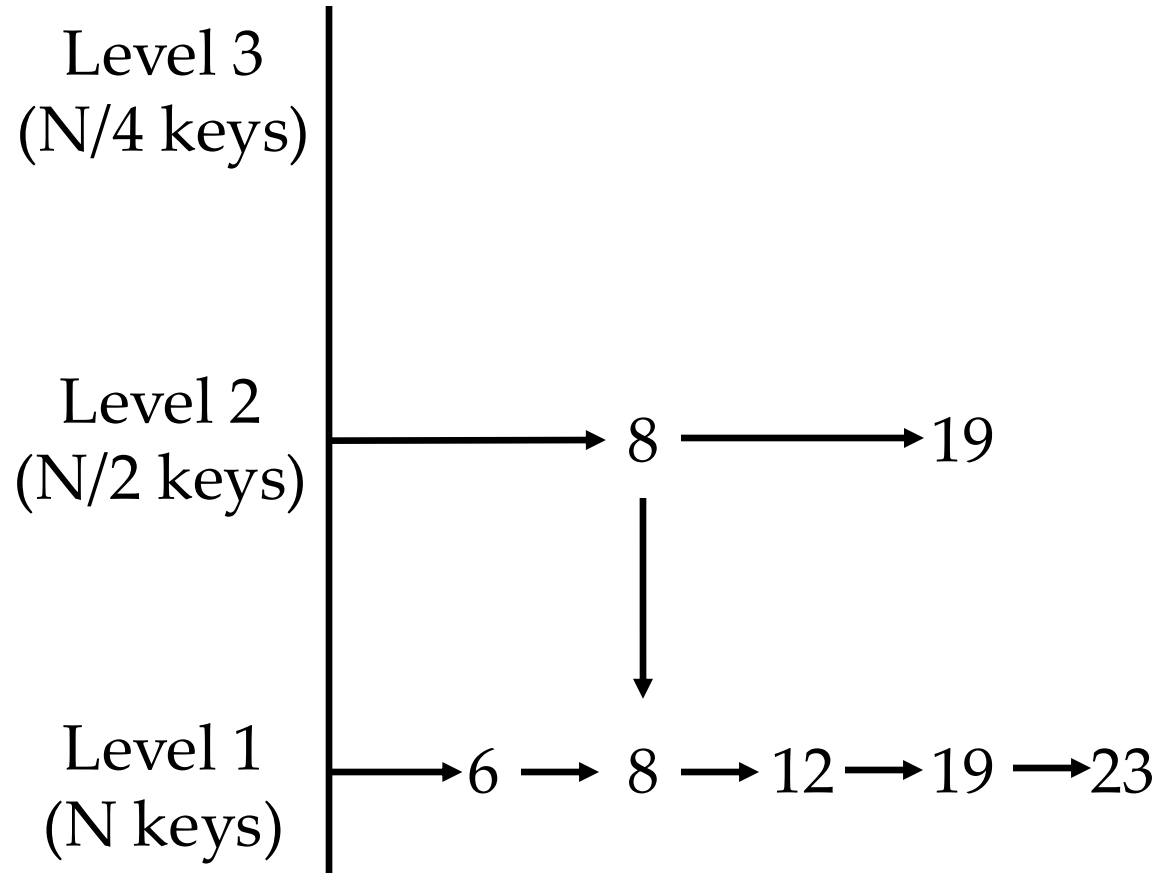 Level 3
(N/4 keys)
Level 2
(N/2 keys)
8 19
Level 1
(N keys)
6 8 12 19 23